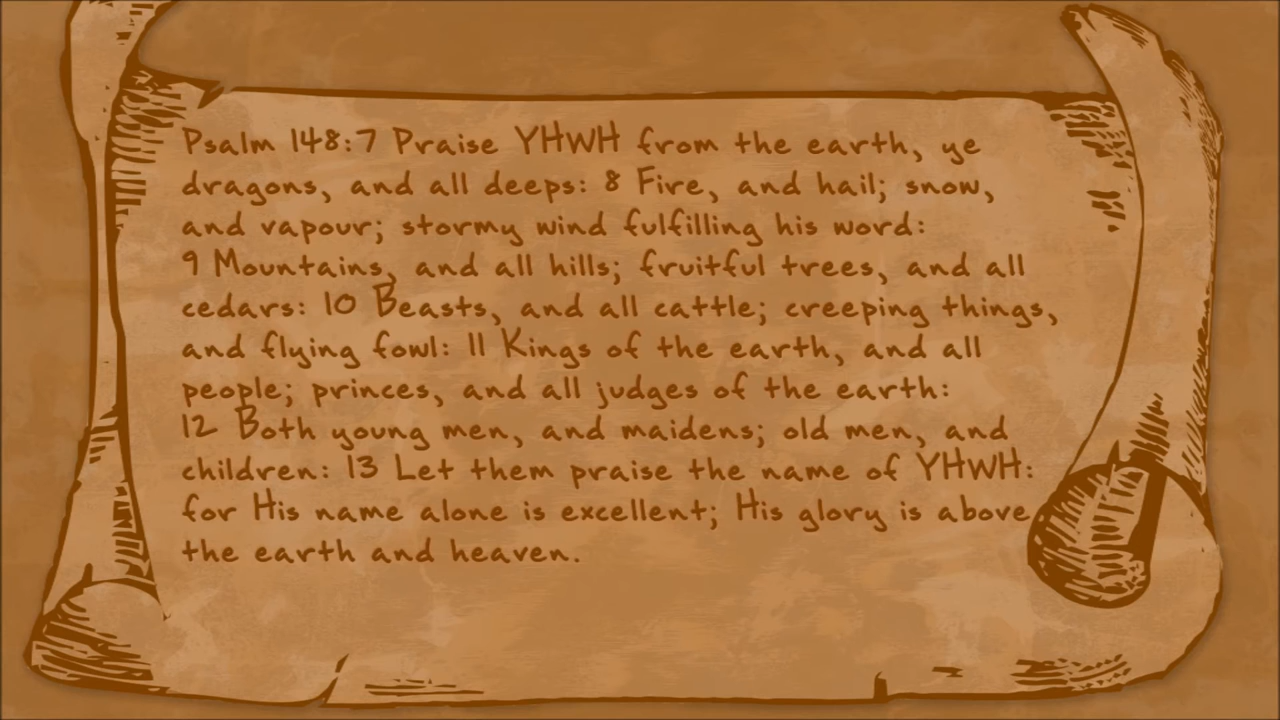 Psalm 148:7 Praise YHWH from the earth, ye
dragons, and all deeps: 8 Fire, and hail; snow,
and vapour; stormy wind fulfilling his word:
9 Mountains, and all hills; fruitful trees, and all
cedars: 10 Beasts, and all cattle; creeping things,
and flying fowl: 11 Kings of the earth, and all
people; princes, and all judges of the earth:
12 Both young men, and maidens; old men, and
children: 13 Let them praise the name of YHWH:
for His name alone is excellent; His glory is above
the earth and heaven.